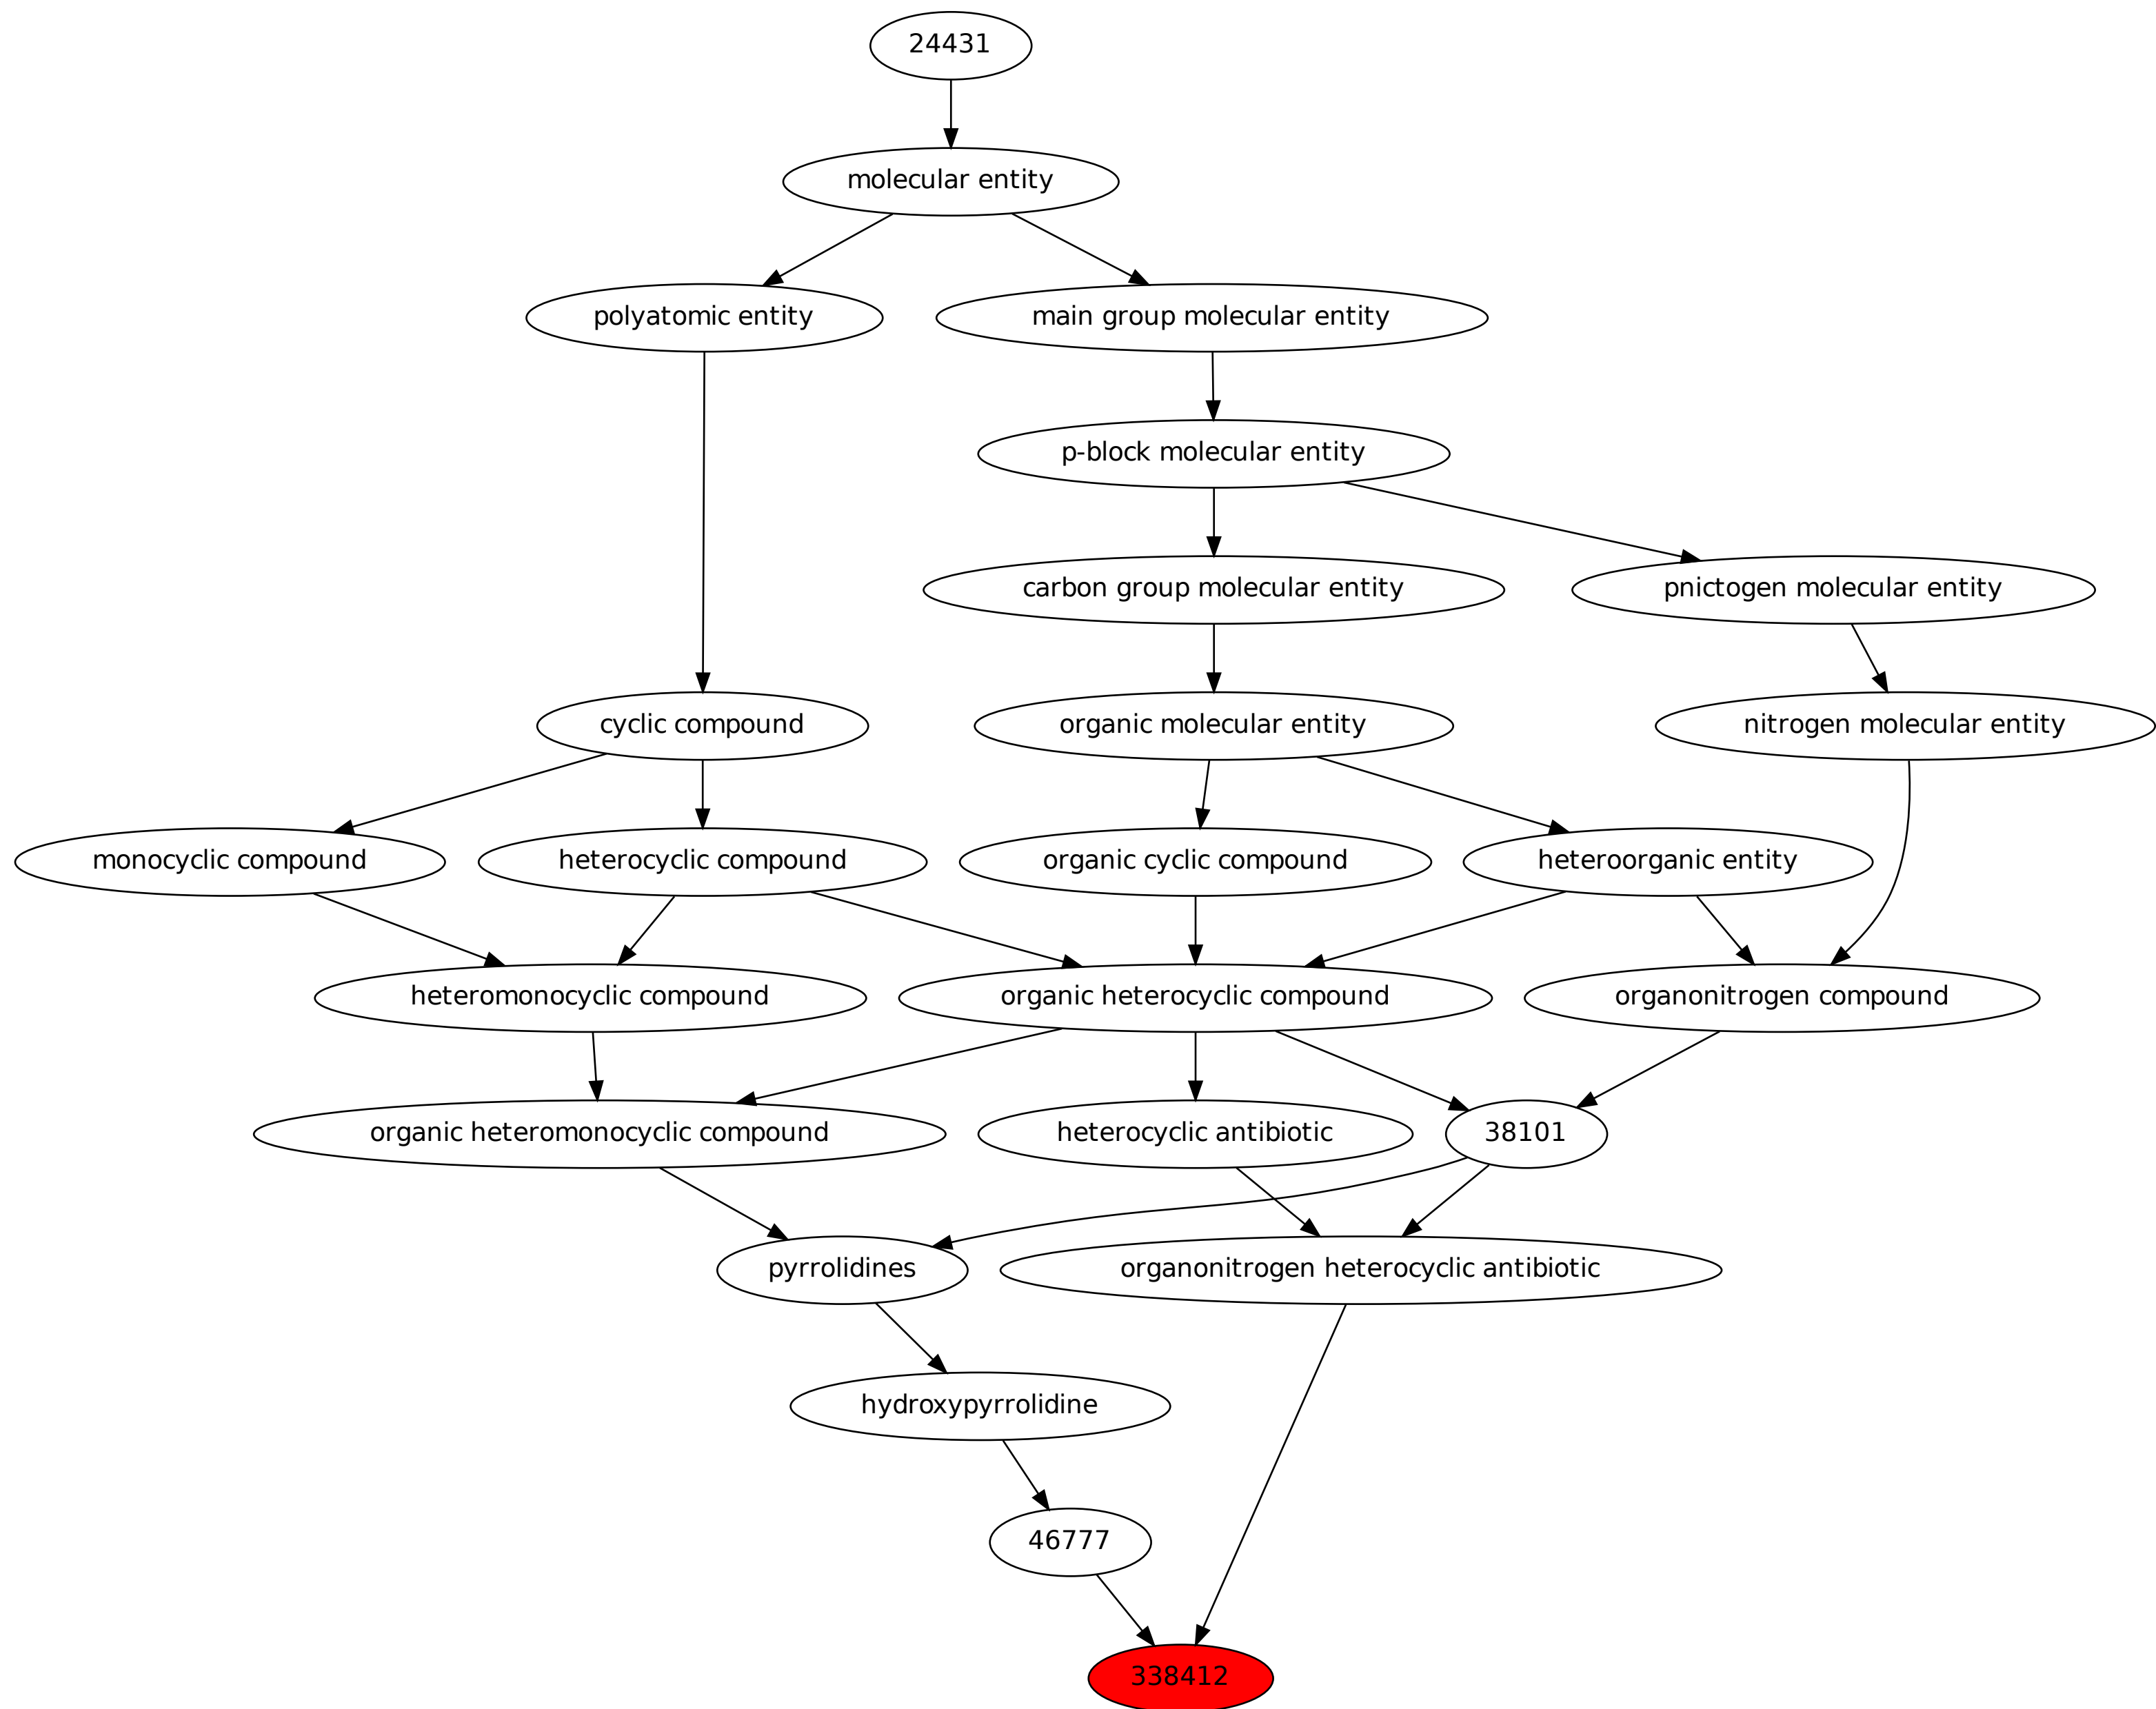 24431
molecular entity
polyatomic entity
main group molecular entity
p-block molecular entity
carbon group molecular entity
pnictogen molecular entity
cyclic compound
organic molecular entity
nitrogen molecular entity
monocyclic compound
heterocyclic compound
organic cyclic compound
heteroorganic entity
heteromonocyclic compound
organic heterocyclic compound
organonitrogen compound
organic heteromonocyclic compound
heterocyclic antibiotic
38101
pyrrolidines
organonitrogen heterocyclic antibiotic
hydroxypyrrolidine
46777
338412